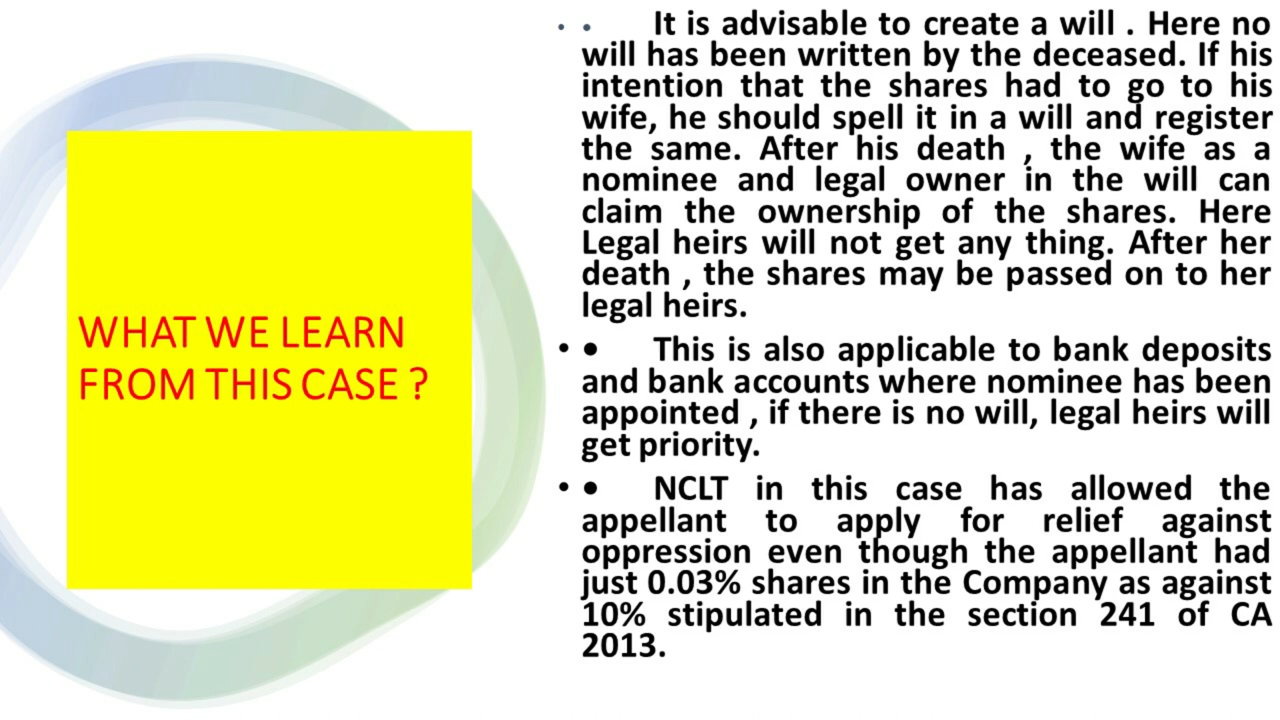 WHAT WE LEARN
FROM THIS CASE ?
• • It is advisable to create a will . Here no
will has been written by the deceased. If his
intention that the shares had to go to his
wife, he should spell it in a will and register
the same. After his death , the wife as a
nominee and legal owner in the will can
claim the ownership of the shares. Here
Legal heirs will not get any thing. After her
death , the shares may be passed on to her
legal heirs.
• • This is also applicable to bank deposits
and bank accounts where nominee has been
appointed , if there is no will, legal heirs will
get priority.
• • NCLT in this case has allowed the
appellant to apply for relief against
oppression even though the appellant had
just 0.03% shares in the Company as against
10% stipulated in the section 241 of CA
2013.